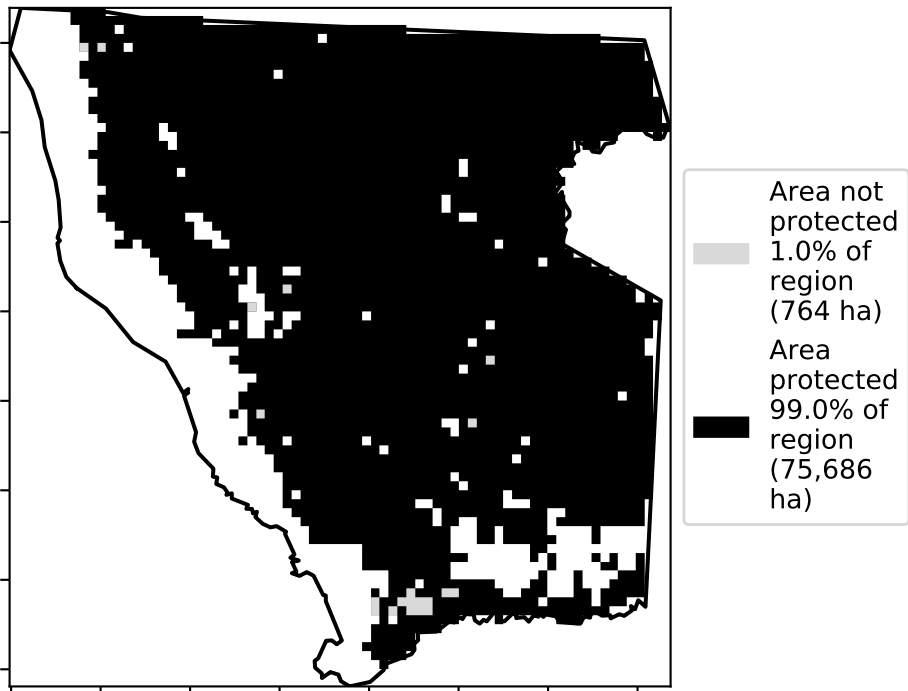 Area not
protected
1.0% of
region
(764 ha)
Area
protected
99.0% of
region
(75,686
ha)